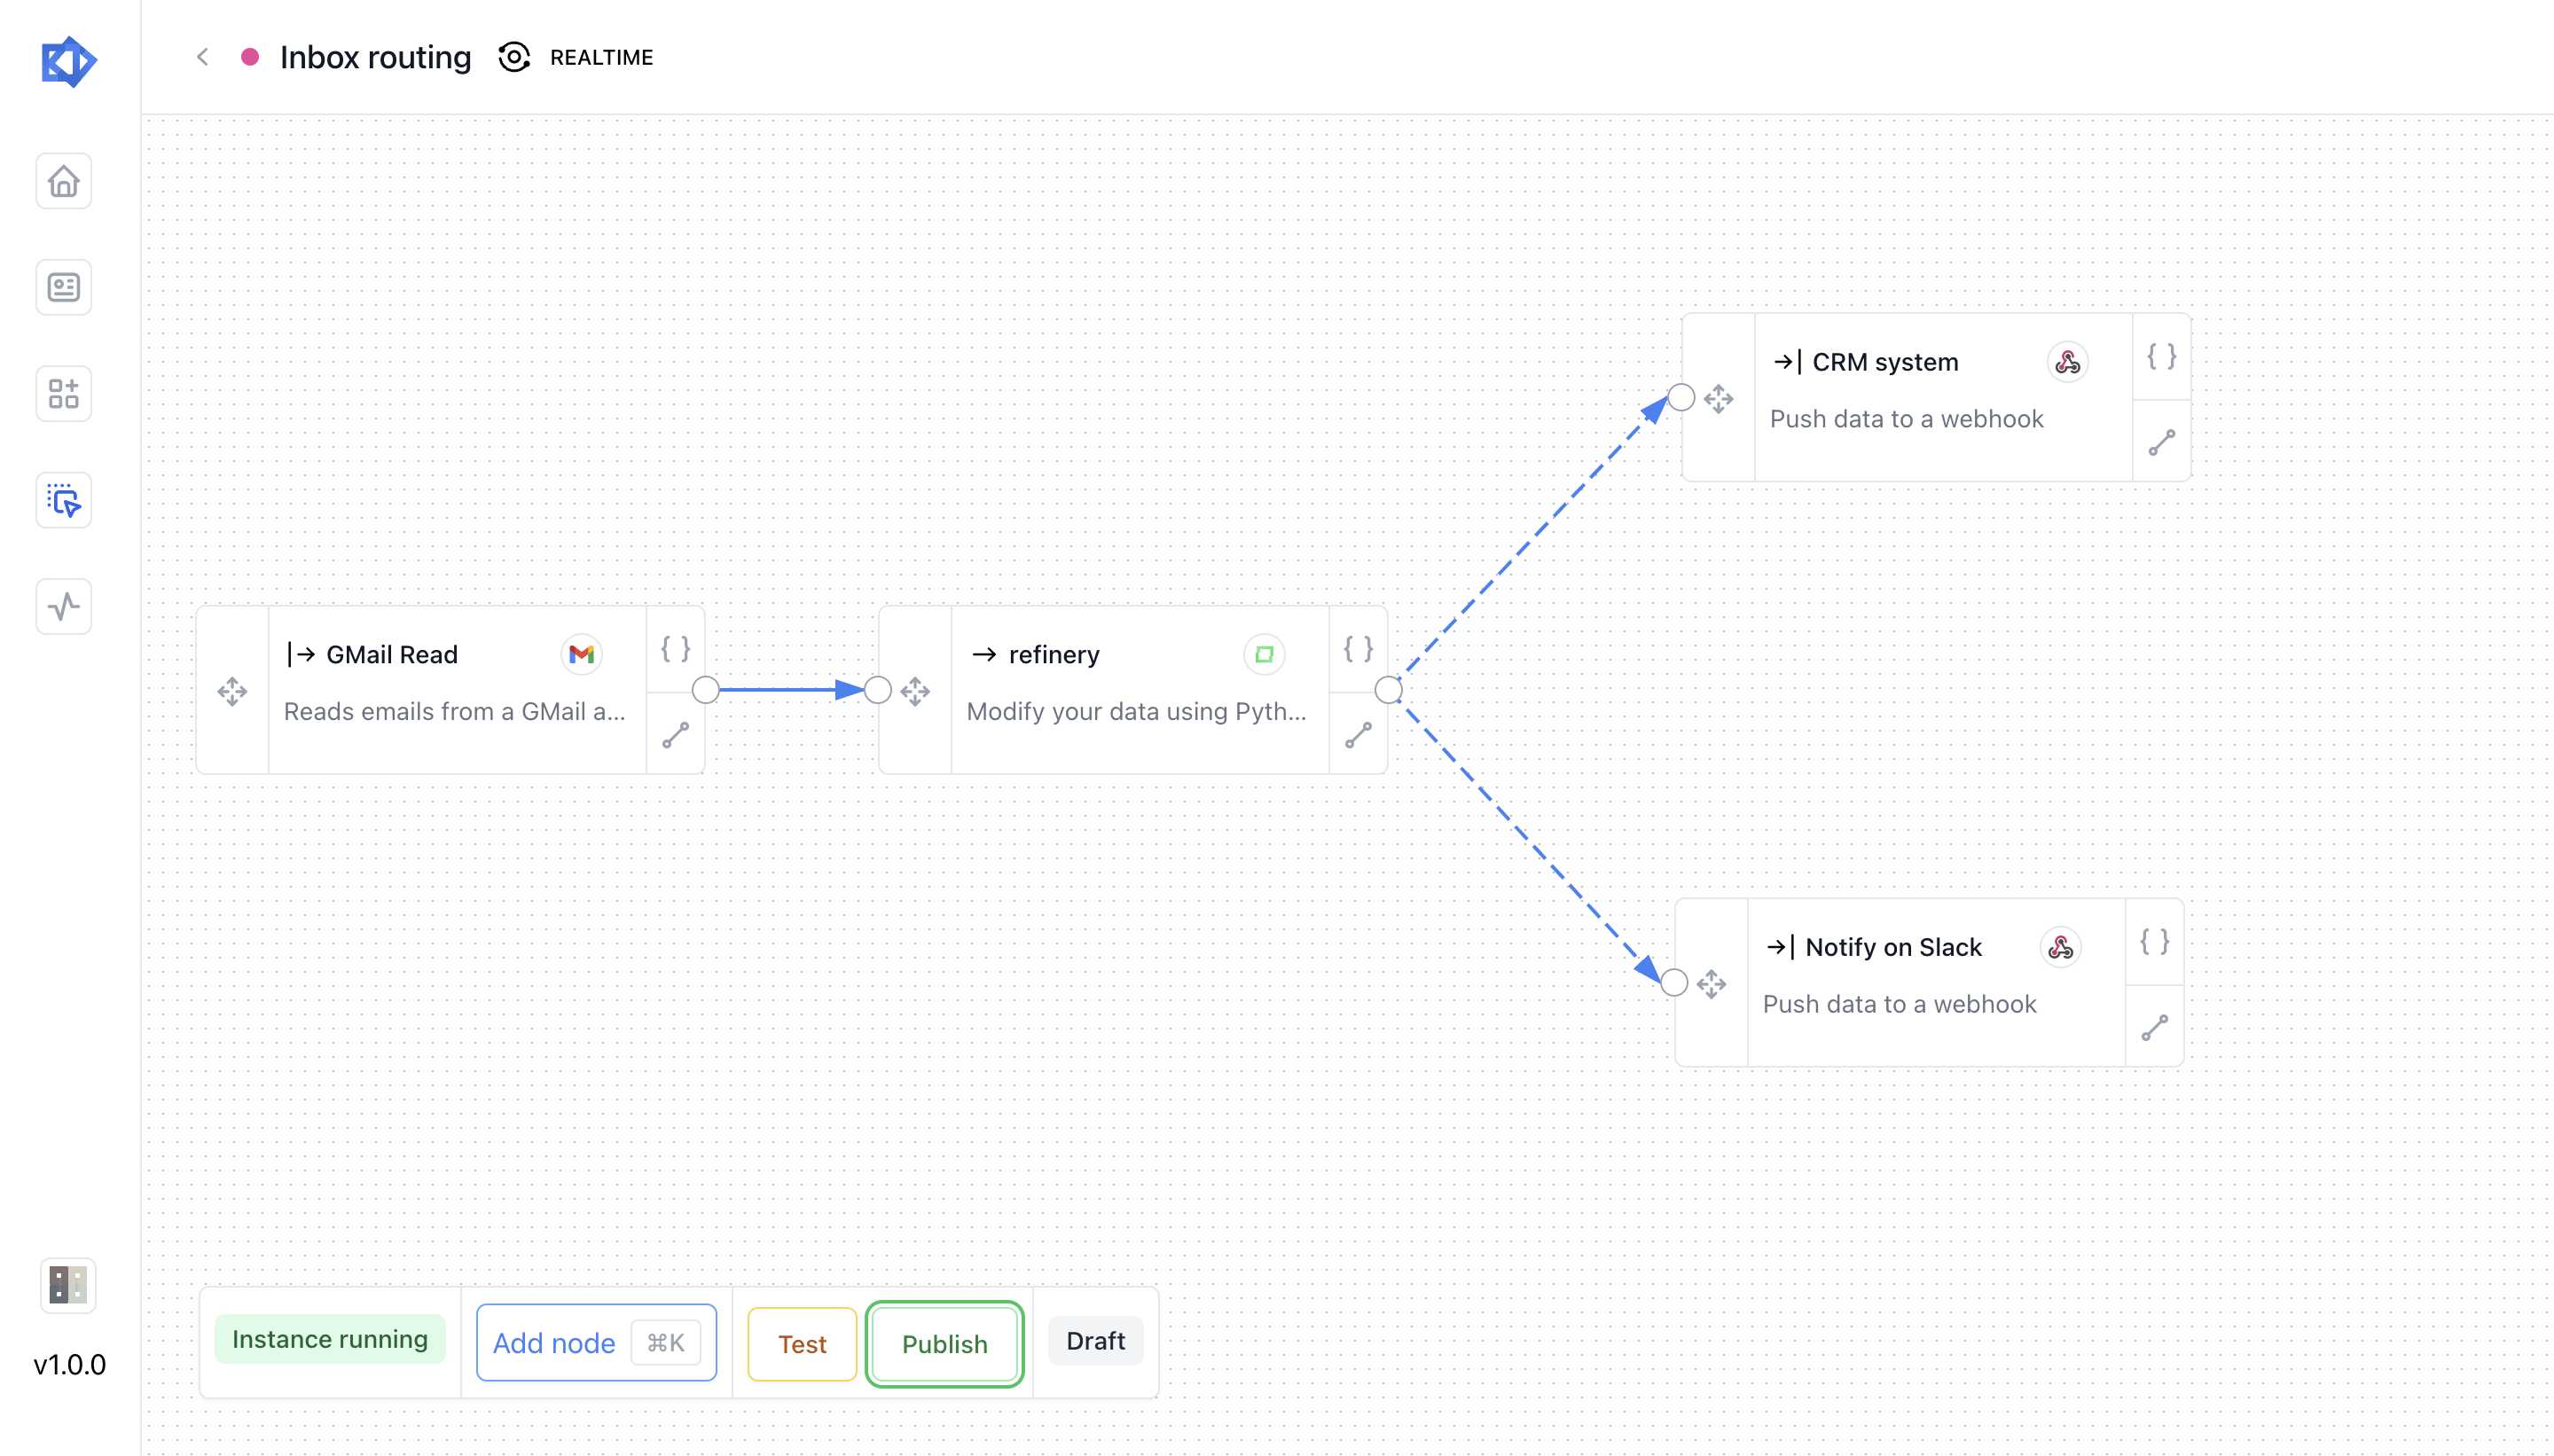 Inbox routing REALTIME
CRM system
Push data to a webhook
GMail Read
Reads emails from a GMail a...
refinery
Modify your data using Pyth...
Notify on Slack
Push data to a webhook
Instance running
Add node ⌘K
Test
Publish
Draft
v1.0.0